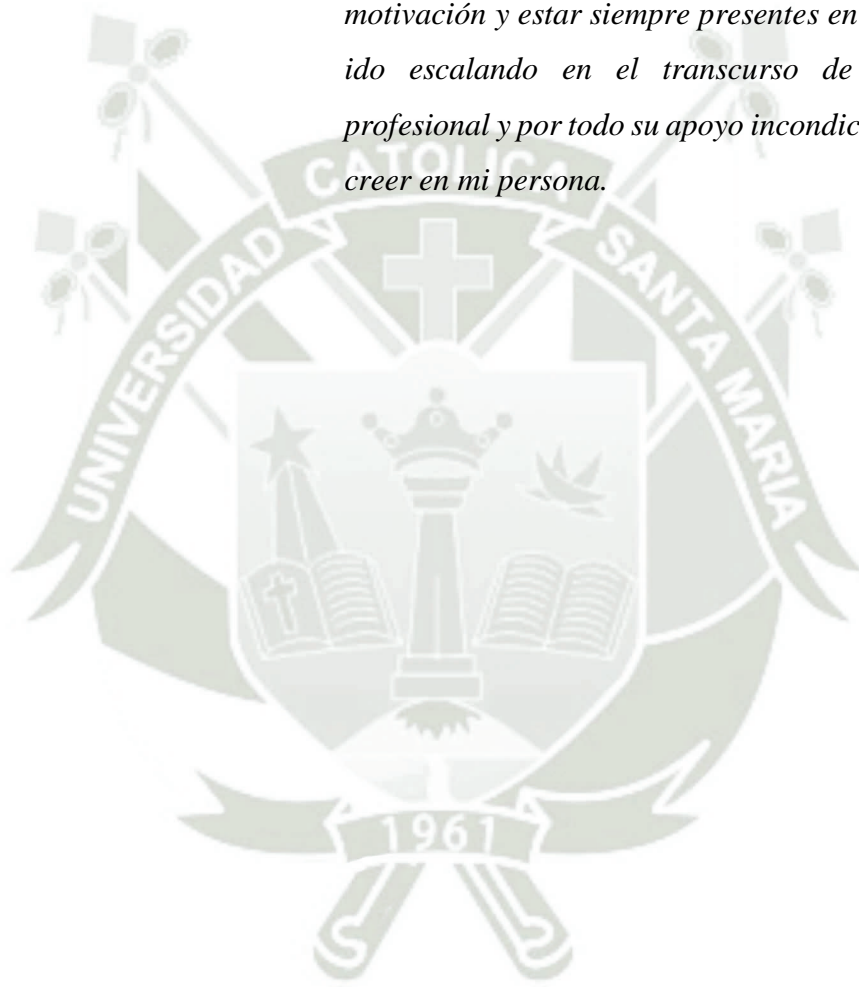 motivación y estar siempre presentes en
ido escalando en el transcurso de
profesional y por todo su apoyo incondic
creer en mi persona.
UNIVERSIDAD CATOLICA SANTA MARIA
1961